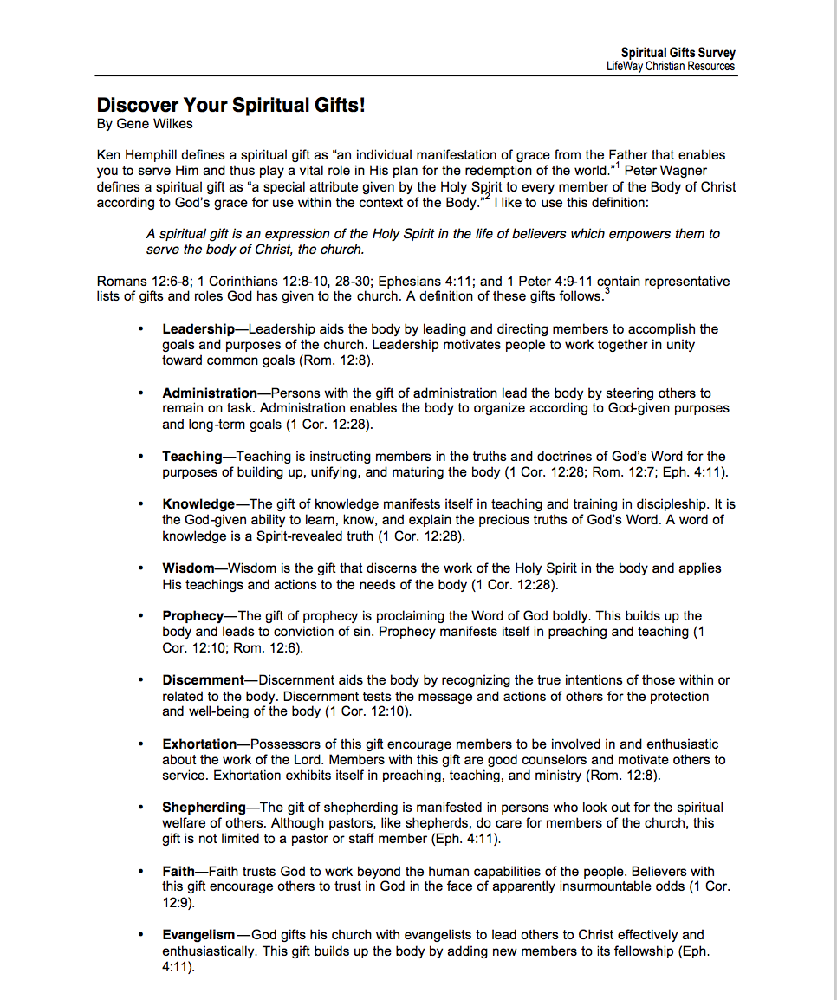 Spiritual Gifts Survey
LifeWay Christian Resources
Discover Your Spiritual Gifts!
By Gene Wilkes
Ken Hemphill defines a spiritual gift as “an individual manifestation of grace from the Father that enables
you to serve Him and thus play a vital role in His plan for the redemption of the world.”1 Peter Wagner
defines a spiritual gift as “a special attribute given by the Holy Spirit to every member of the Body of Christ
according to God’s grace for use within the context of the Body.”2 I like to use this definition:
A spiritual gift is an expression of the Holy Spirit in the life of believers which empowers them to
serve the body of Christ, the church.
Romans 12:6-8; 1 Corinthians 12:8-10, 28-30; Ephesians 4:11; and 1 Peter 4:9-11 contain representative
lists of gifts and roles God has given to the church. A definition of these gifts follows.3
• Leadership—Leadership aids the body by leading and directing members to accomplish the
goals and purposes of the church. Leadership motivates people to work together in unity
toward common goals (Rom. 12:8).
• Administration—Persons with the gift of administration lead the body by steering others to
remain on task. Administration enables the body to organize according to God-given purposes
and long-term goals (1 Cor. 12:28).
• Teaching—Teaching is instructing members in the truths and doctrines of God’s Word for the
purposes of building up, unifying, and maturing the body (1 Cor. 12:28; Rom. 12:7; Eph. 4:11).
• Knowledge—The gift of knowledge manifests itself in teaching and training in discipleship. It is
the God-given ability to learn, know, and explain the precious truths of God’s Word. A word of
knowledge is a Spirit-revealed truth (1 Cor. 12:28).
• Wisdom—Wisdom is the gift that discerns the work of the Holy Spirit in the body and applies
His teachings and actions to the needs of the body (1 Cor. 12:28).
• Prophecy—The gift of prophecy is proclaiming the Word of God boldly. This builds up the
body and leads to conviction of sin. Prophecy manifests itself in preaching and teaching (1
Cor. 12:10; Rom. 12:6).
• Discernment—Discernment aids the body by recognizing the true intentions of those within or
related to the body. Discernment tests the message and actions of others for the protection
and well-being of the body (1 Cor. 12:10).
• Exhortation—Possessors of this gift encourage members to be involved in and enthusiastic
about the work of the Lord. Members with this gift are good counselors and motivate others to
service. Exhortation exhibits itself in preaching, teaching, and ministry (Rom. 12:8).
• Shepherding—The gift of shepherding is manifested in persons who look out for the spiritual
welfare of others. Although pastors, like shepherds, do care for members of the church, this
gift is not limited to a pastor or staff member (Eph. 4:11).
• Faith—Faith trusts God to work beyond the human capabilities of the people. Believers with
this gift encourage others to trust in God in the face of apparently insurmountable odds (1 Cor.
12:9).
• Evangelism—God gifts his church with evangelists to lead others to Christ effectively and
enthusiastically. This gift builds up the body by adding new members to its fellowship (Eph.
4:11).